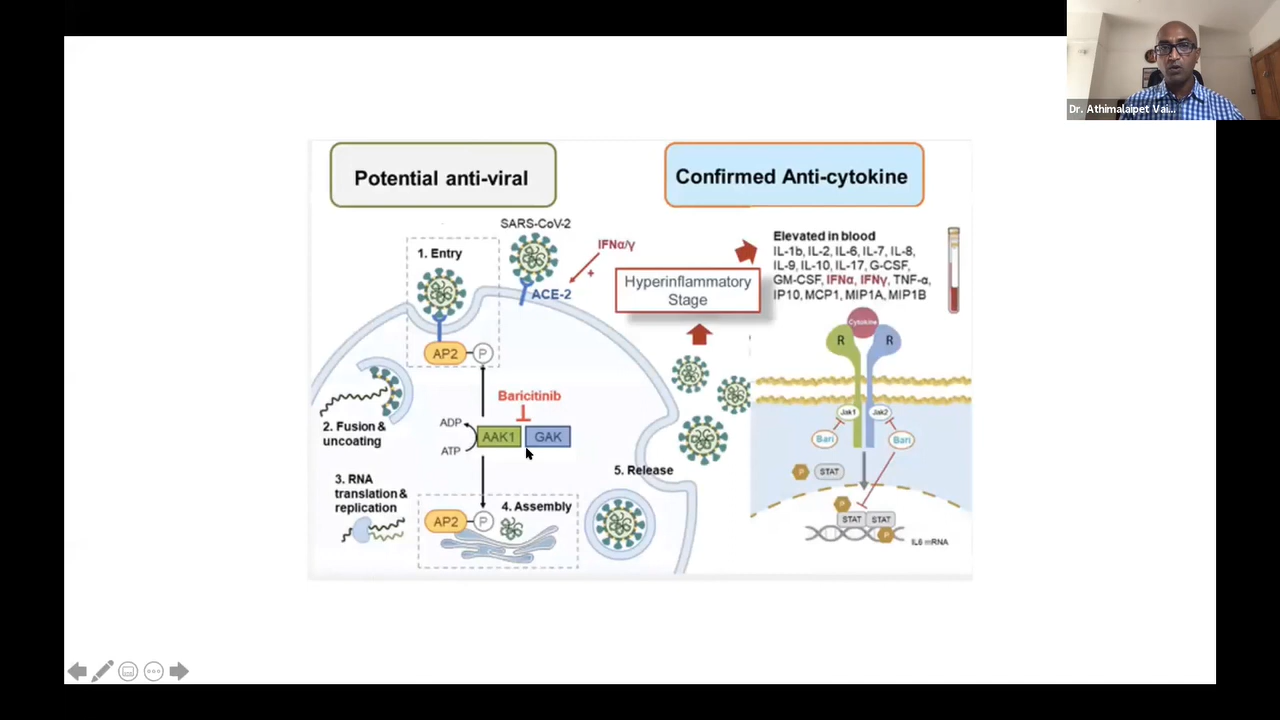 Dr. Athimalaipet Vai...
Potential anti-viral
Confirmed Anti-cytokine
SARS-CoV-2
IFNα/γ
+
1. Entry
ACE-2
AP2
P
Hyperinflammatory
Stage
Elevated in blood
IL-1b, IL-2, IL-6, IL-7, IL-8,
IL-9, IL-10, IL-17, G-CSF,
GM-CSF, IFNα, IFNγ, TNF-α,
IP10, MCP1, MIP1A, MIP1B
Cytokine
R
R
Jak1
Jak2
Bari
Bari
P
STAT
P
STAT
STAT
P
IL6 mRNA
Baricitinib
ADP
ATP
AAK1
GAK
2. Fusion &
uncoating
3. RNA
translation &
replication
4. Assembly
AP2
P
5. Release